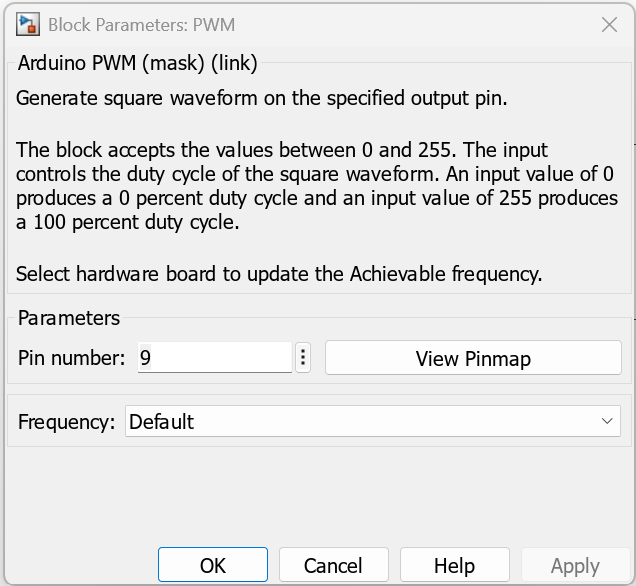 Block Parameters: PWM
Arduino PWM (mask) (link)
Generate square waveform on the specified output pin.
The block accepts the values between 0 and 255. The input
controls the duty cycle of the square waveform. An input value of 0
produces a 0 percent duty cycle and an input value of 255 produces
a 100 percent duty cycle.
Select hardware board to update the Achievable frequency.
Parameters
Pin number: 9 View Pinmap
Frequency: Default
OK Cancel Help Apply